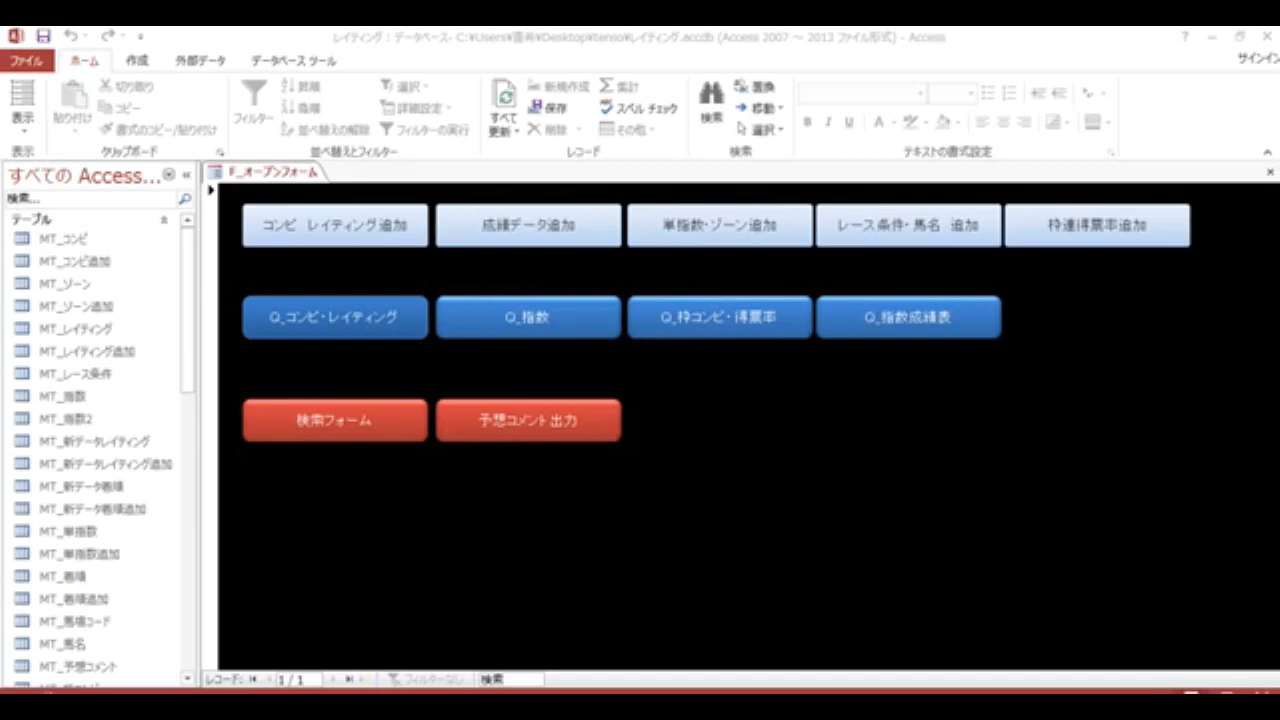 レイティング : データベース- C:¥Users¥ ¥Desktop¥tenso¥レイティング.accdb (Access 2007 ～ 2013 ファイル形式) - Access
?
ファイル ホーム 作成 外部データ データベース ツール サインイン
表示
貼り付け
切り取り
コピー
書式のコピー/貼り付け
フィルター
昇順
降順
並べ替えの解除
選択
詳細設定
フィルターの実行
すべて
更新
新規作成
保存
削除
集計
スペル チェック
その他
検索
置換
移動
選択
B I U A
表示 クリップボード 並べ替えとフィルター レコード 検索 テキストの書式設定
すべての Access...
検索...
テーブル
MT_コンビ
MT_コンビ追加
MT_ゾーン
MT_ゾーン追加
MT_レイティング
MT_レイティング追加
MT_レース条件
MT_指数
MT_指数2
MT_新データレイティング
MT_新データレイティング追加
MT_新データ着順
MT_新データ着順追加
MT_単指数
MT_単指数追加
MT_着順
MT_着順追加
MT_馬場コード
MT_馬名
MT_予想コメント
F_オープンフォーム
コンビ レイティング追加 成績データ追加 単指数・ゾーン追加 レース条件・馬名 追加 枠連得票率追加
Q_コンビ・レイティング Q_指数 Q_枠コンビ・得票率 Q_指数成績表
検索フォーム 予想コメント出力
レコード: 1 / 1 フィルターなし 検索